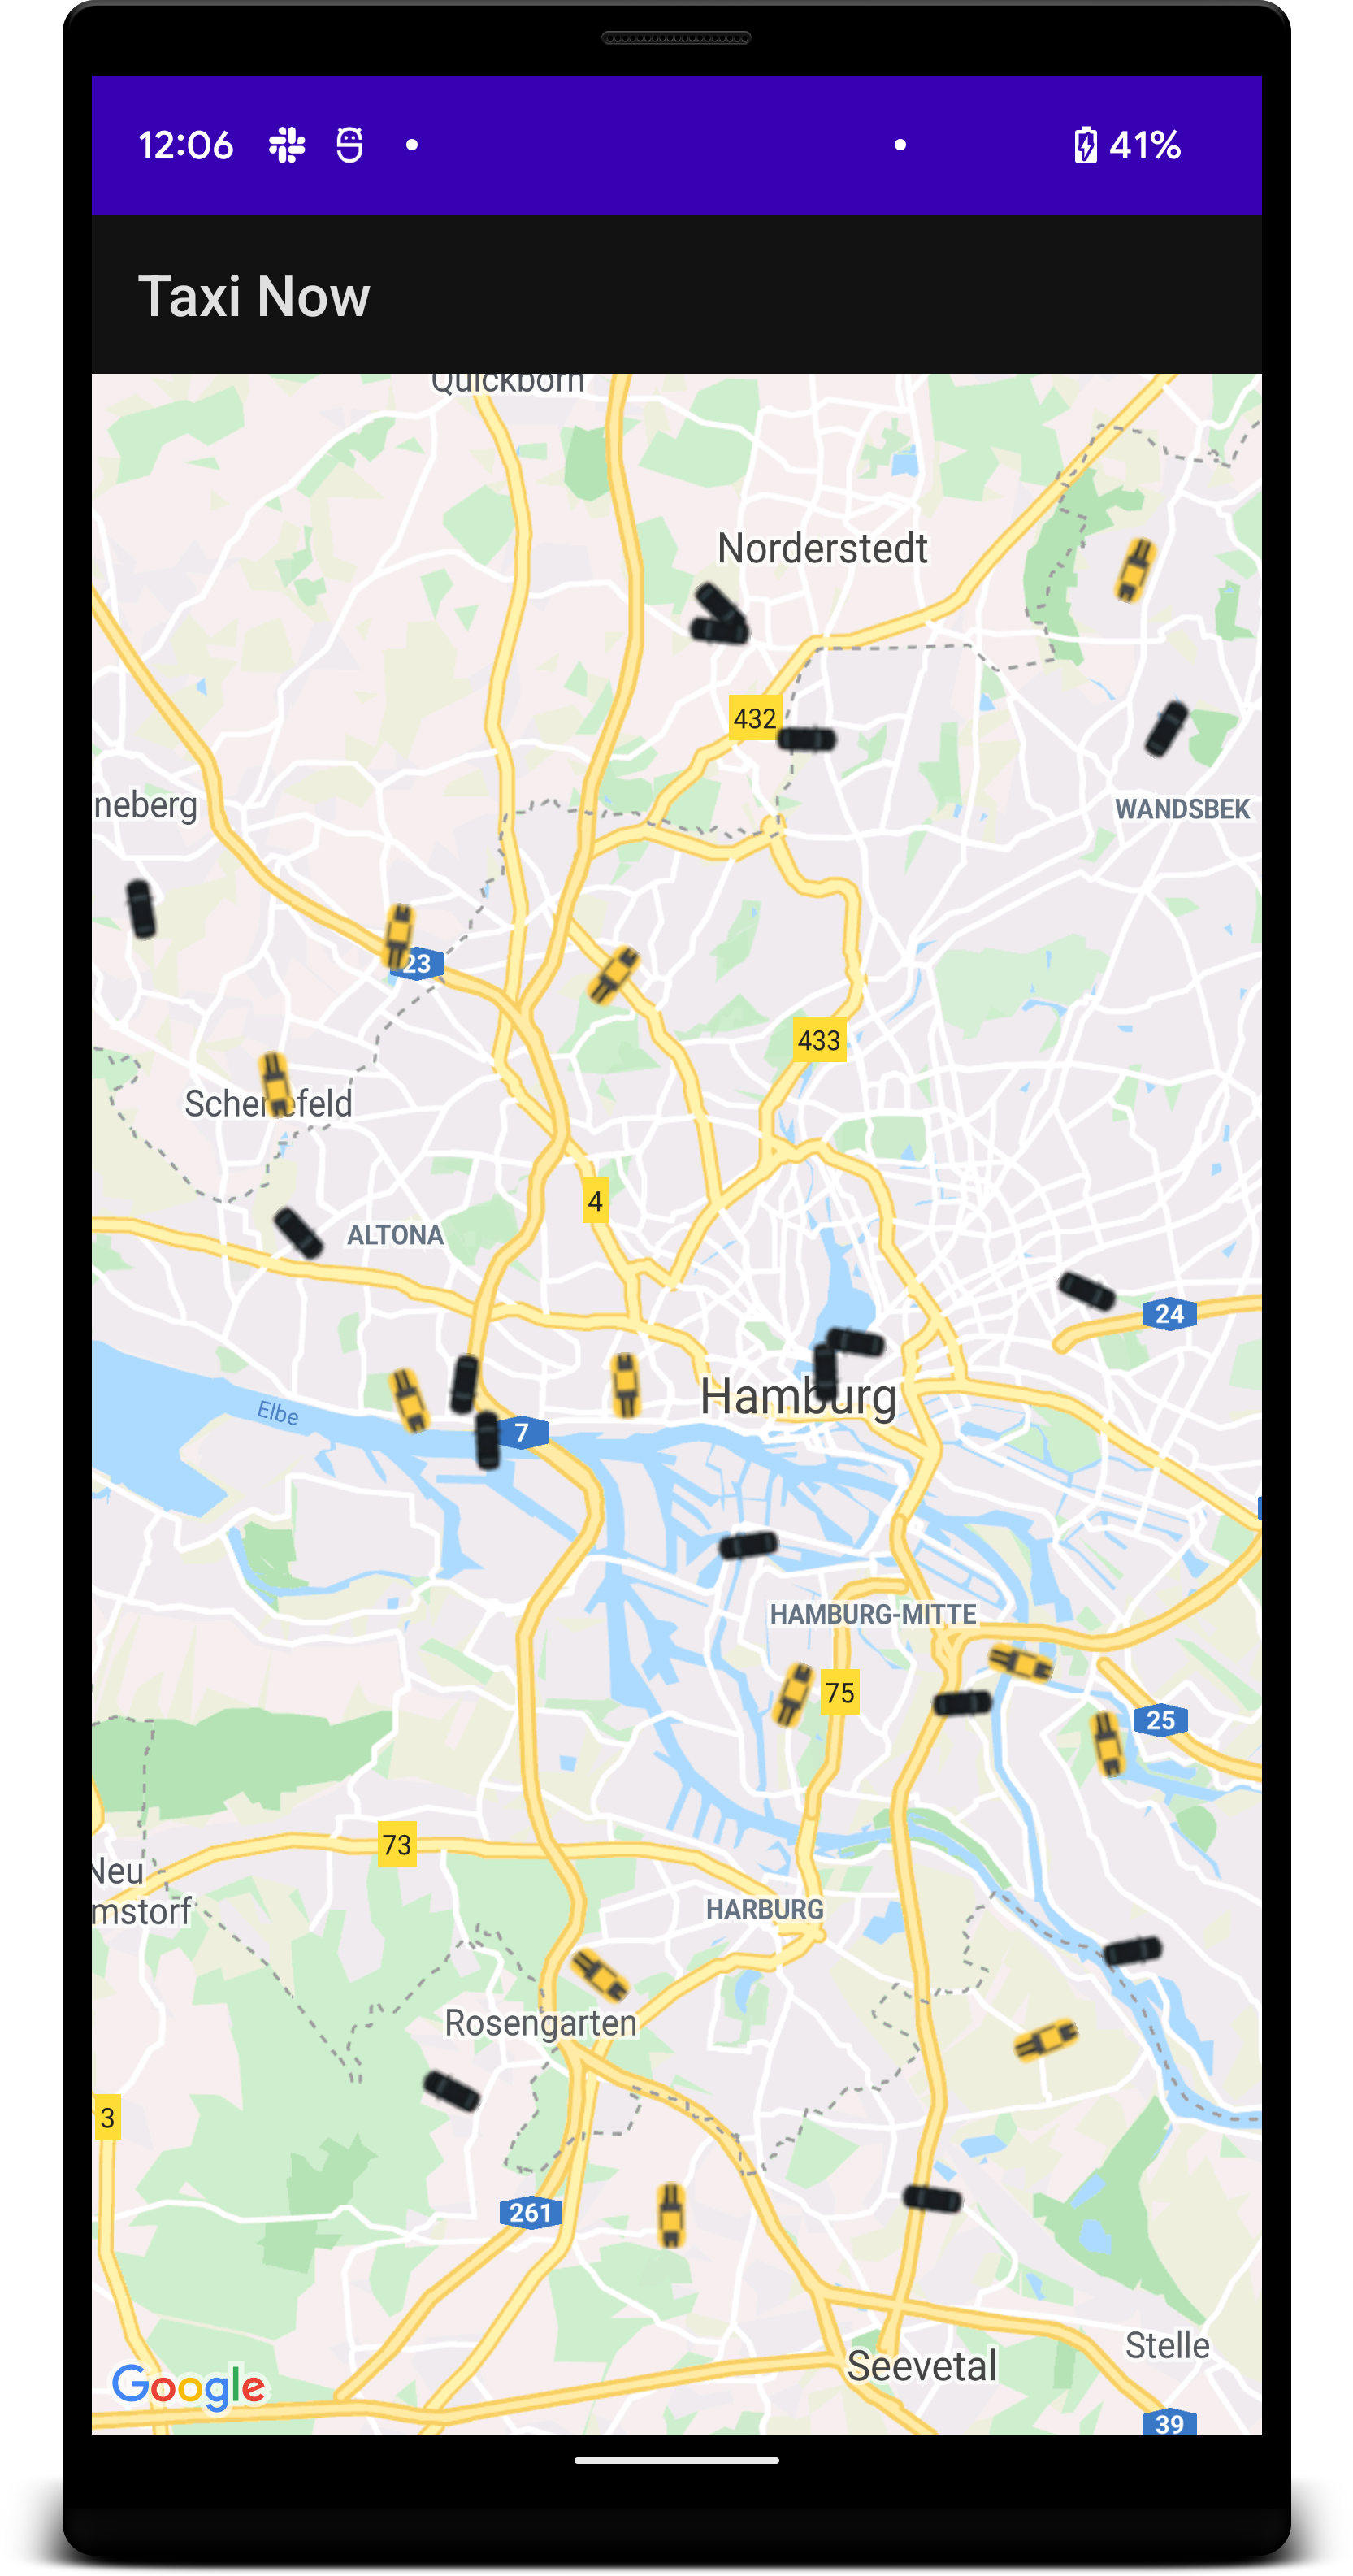 12:06
41%
Taxi Now
Quickborn
Norderstedt
432
neberg
WANDSBEK
23
433
4
ALTONA
24
Hamburg
Elbe
7
HAMBURG-MITTE
75
25
73
Neu
mstorf
HARBURG
Rosengarten
3
261
Stelle
Seevetal
Google
39